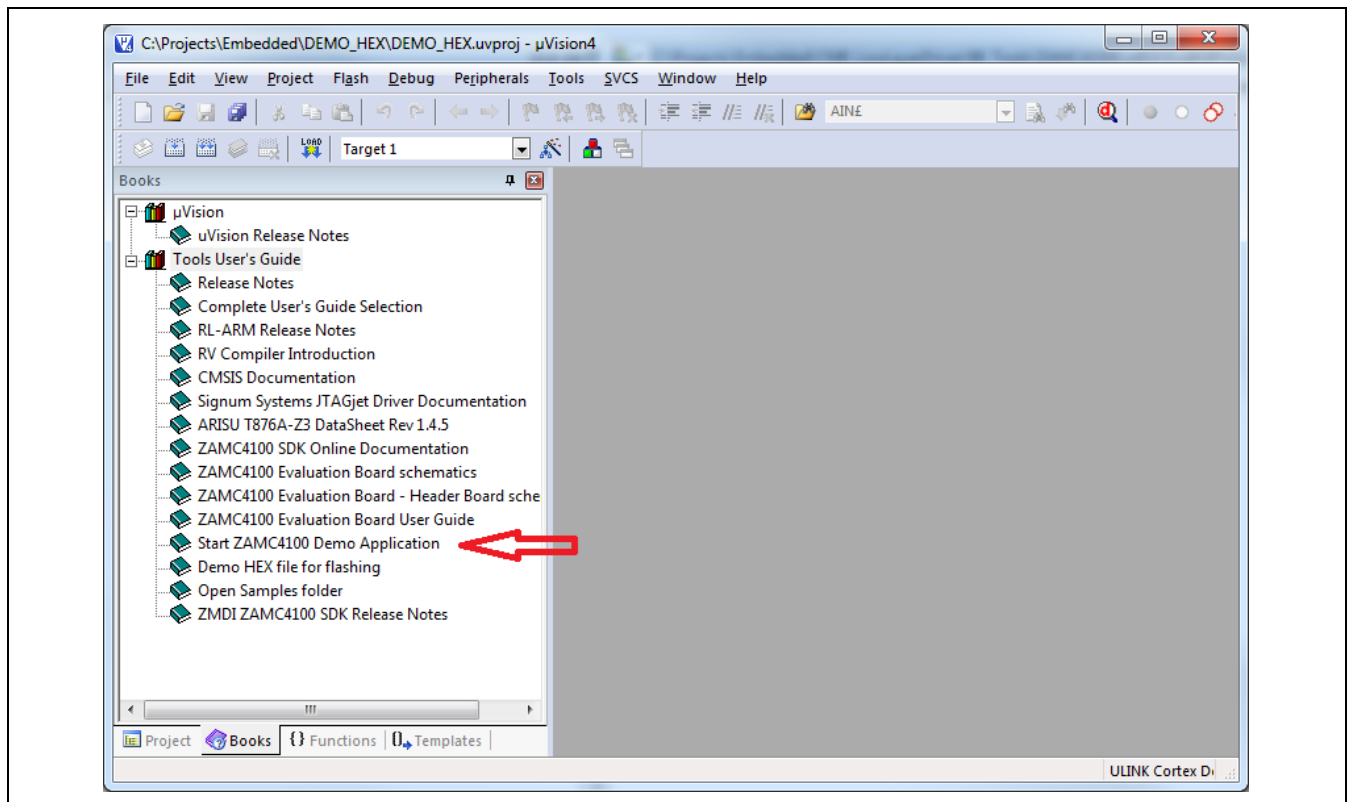 C:\Projects\Embedded\DEMO_HEX\DEMO_HEX.uvproj - µVision4
File Edit View Project Flash Debug Peripherals Tools SVCS Window Help
AIN£
LOAD Target 1
Books
µVision
uVision Release Notes
Tools User's Guide
Release Notes
Complete User's Guide Selection
RL-ARM Release Notes
RV Compiler Introduction
CMSIS Documentation
Signum Systems JTAGjet Driver Documentation
ARISU T876A-Z3 DataSheet Rev 1.4.5
ZAMC4100 SDK Online Documentation
ZAMC4100 Evaluation Board schematics
ZAMC4100 Evaluation Board - Header Board sche
ZAMC4100 Evaluation Board User Guide
Start ZAMC4100 Demo Application
Demo HEX file for flashing
Open Samples folder
ZMDI ZAMC4100 SDK Release Notes
Project Books {} Functions 0 Templates
ULINK Cortex D